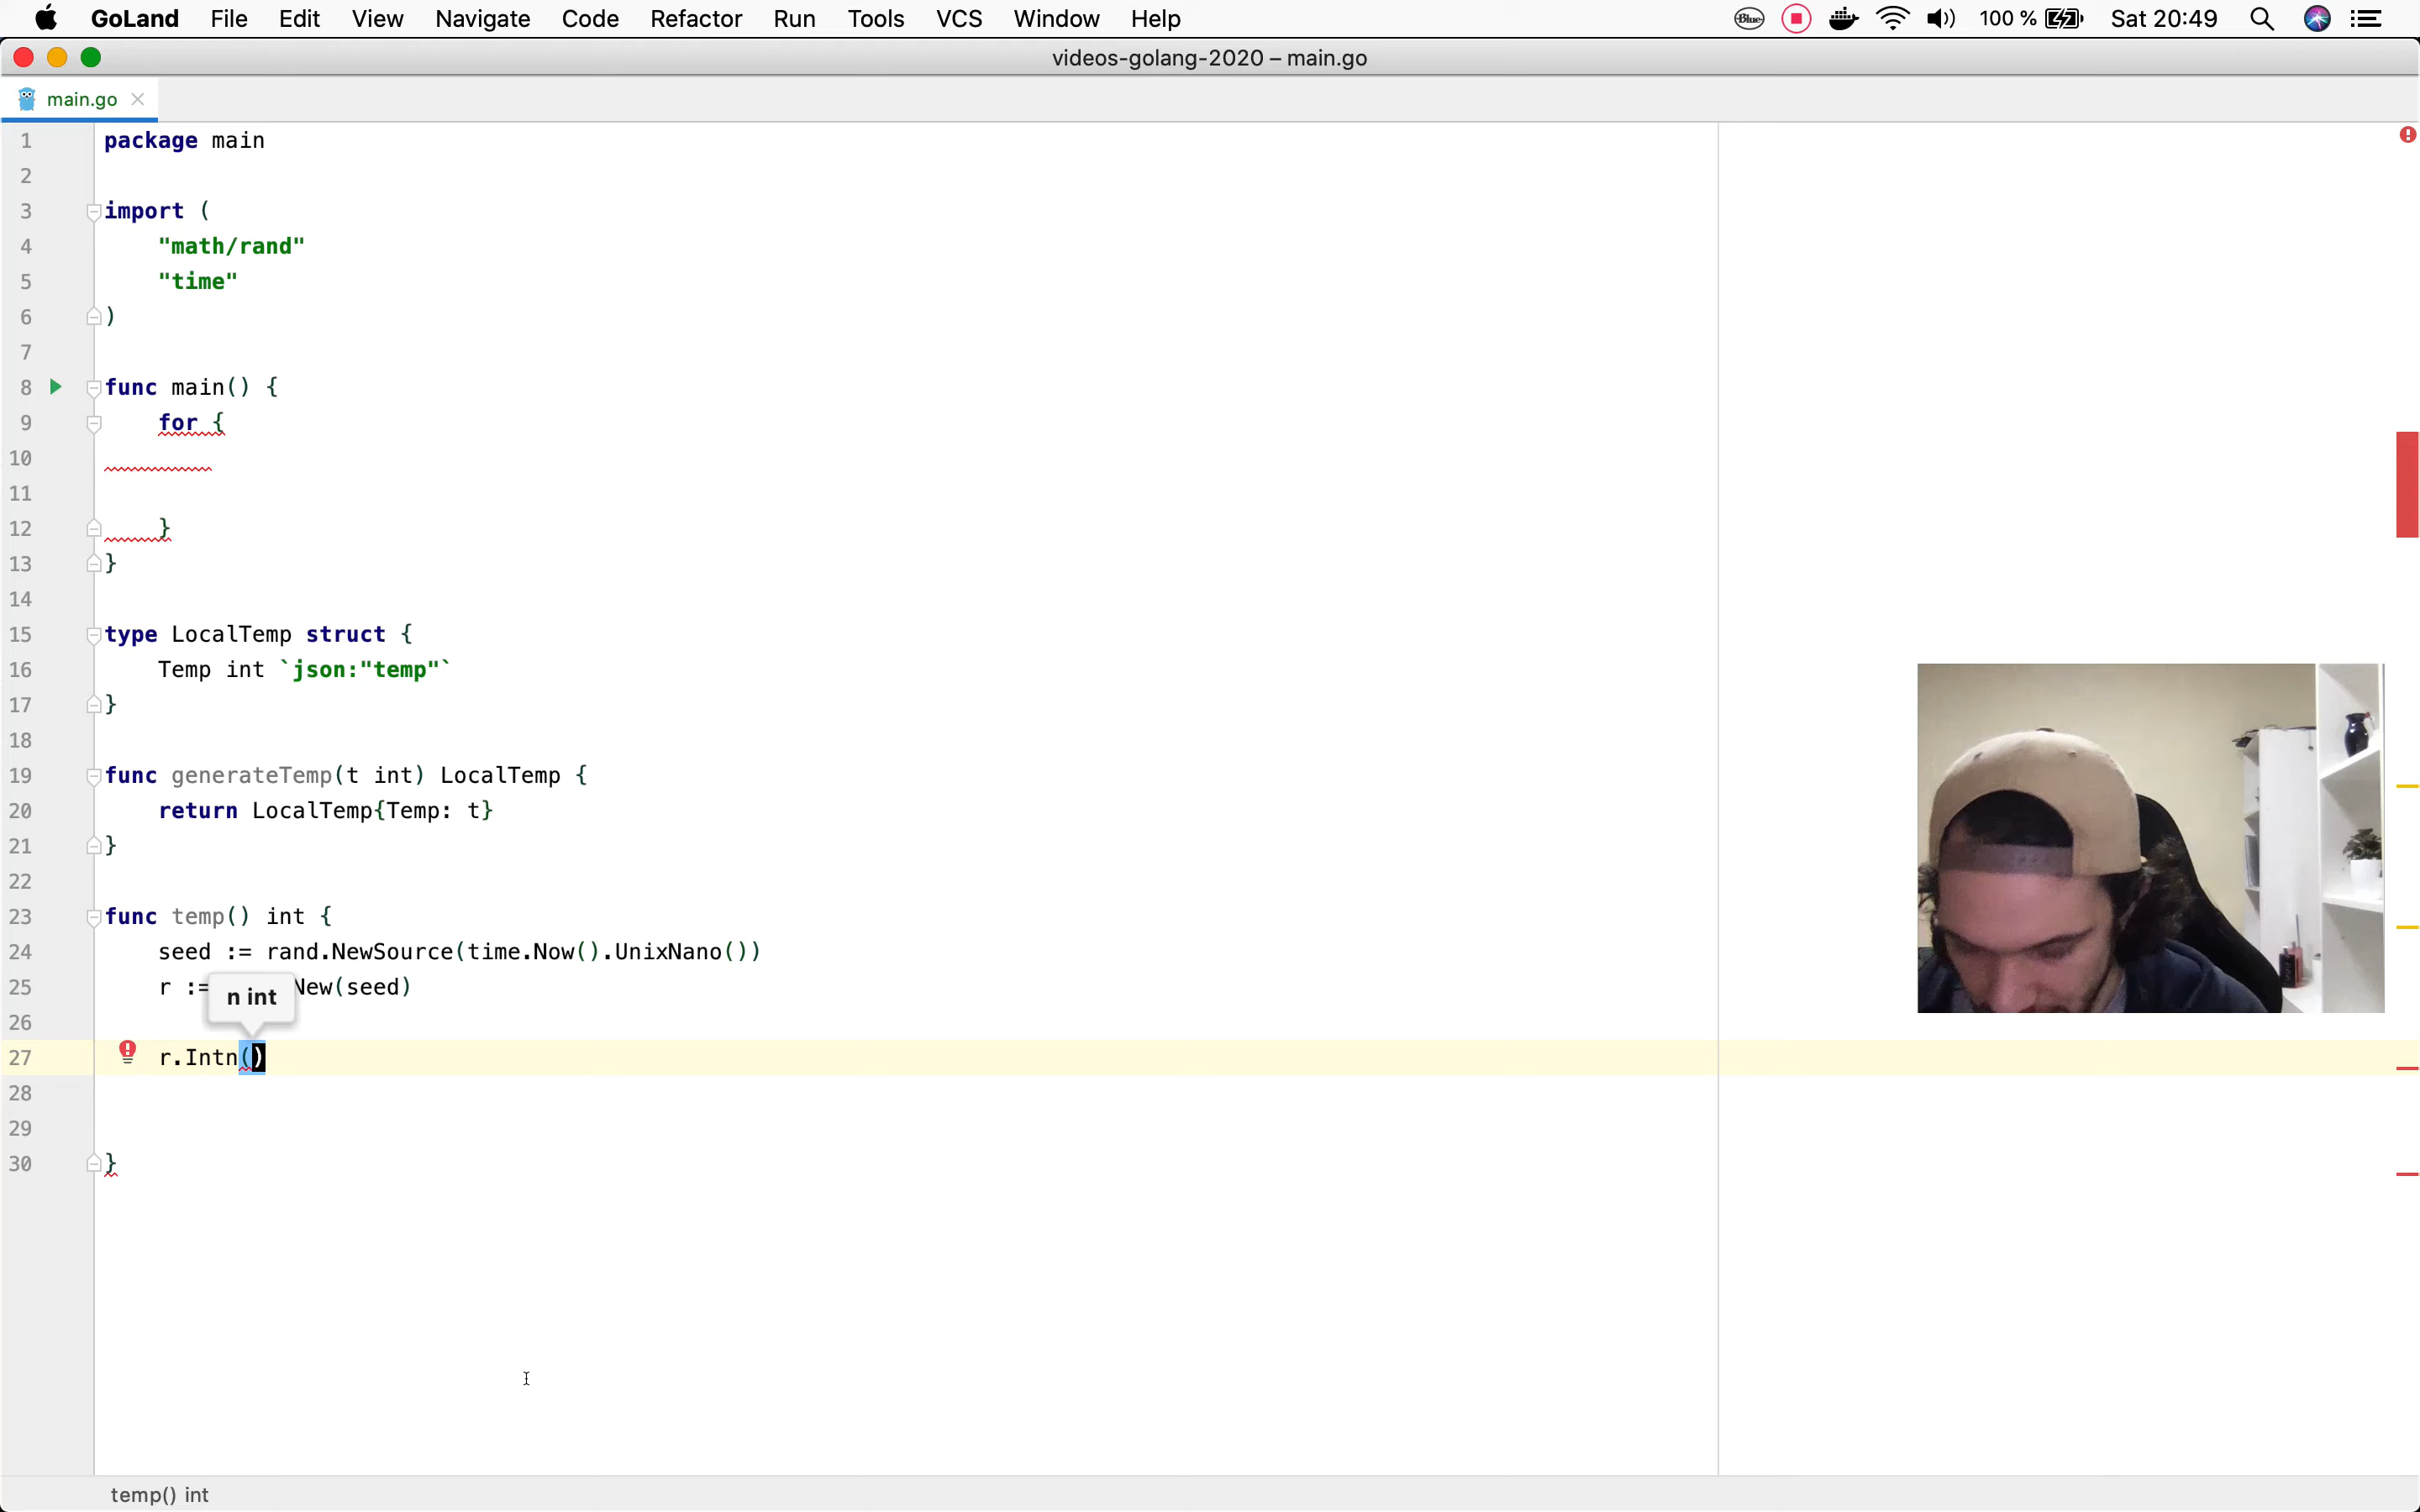 GoLand File Edit View Navigate Code Refactor Run Tools VCS Window Help Blue 100 % Sat 20:49
videos-golang-2020 – main.go
main.go
1 package main
2
3 import (
4 "math/rand"
5 "time"
6 )
7
8 func main() {
9 for {
10
11
12 }
13 }
14
15 type LocalTemp struct {
16 Temp int `json:"temp"`
17 }
18
19 func generateTemp(t int) LocalTemp {
20 return LocalTemp{Temp: t}
21 }
22
23 func temp() int {
24 seed := rand.NewSource(time.Now().UnixNano())
25 r := New(seed)
n int
26
27 r.Intn()
28
29
30 }
temp() int